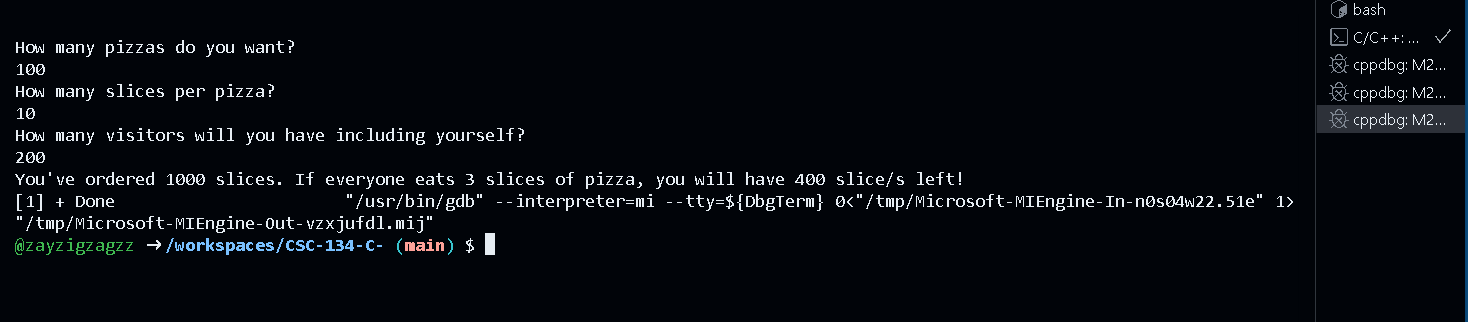 How many pizzas do you want?
100
How many slices per pizza?
10
How many visitors will you have including yourself?
200
You've ordered 1000 slices. If everyone eats 3 slices of pizza, you will have 400 slice/s left!
[1] + Done                       "/usr/bin/gdb" --interpreter=mi --tty=${DbgTerm} 0<"/tmp/Microsoft-MIEngine-In-n0s04w22.51e" 1>
"/tmp/Microsoft-MIEngine-Out-vzxjufdl.mij"
@zayzigzagzz ➜/workspaces/CSC-134-C- (main) $
bash
C/C++: ...
cppdbg: M2...
cppdbg: M2...
cppdbg: M2...